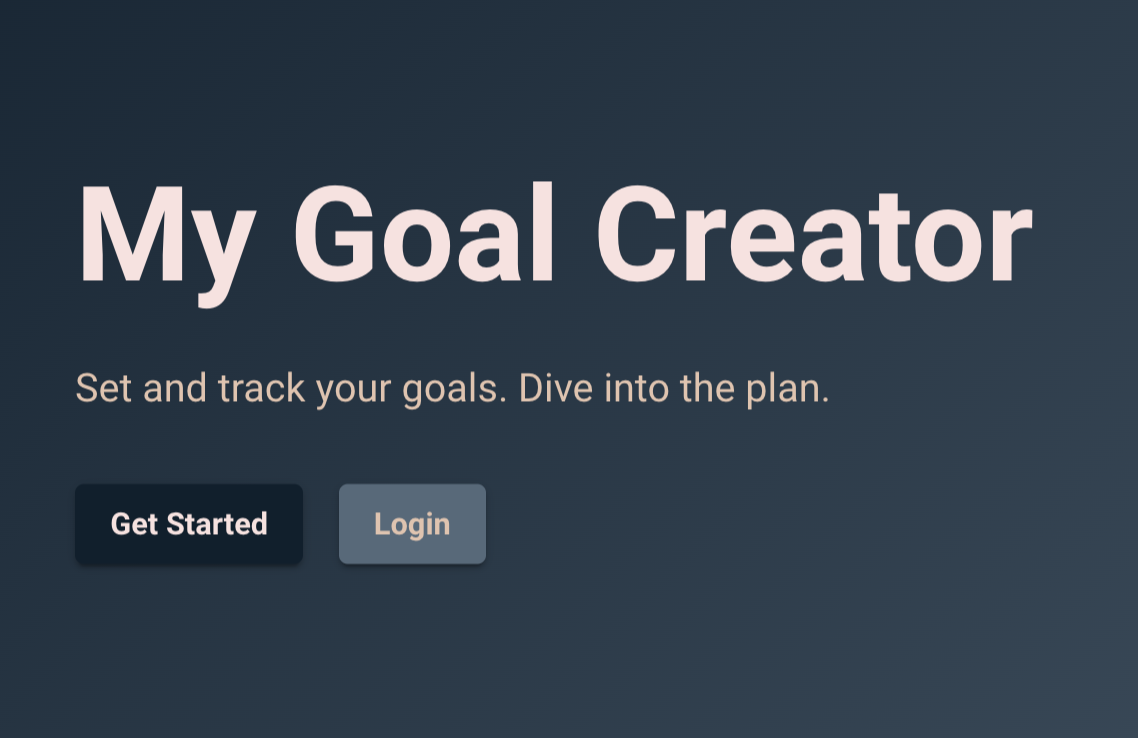 My Goal Creator
Set and track your goals. Dive into the plan.
Get Started
Login